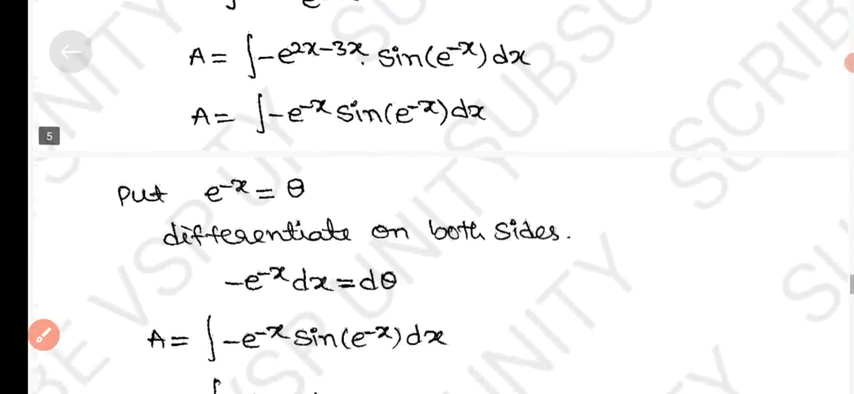 A = ∫-e^{2x-3x}. sin(e^{-x})dx
A = ∫-e^{-x} sin(e^{-x})dx
5
Put e^{-x} = θ
differentiate on both sides.
-e^{-x}dx = dθ
A = ∫-e^{-x} sin(e^{-x})dx